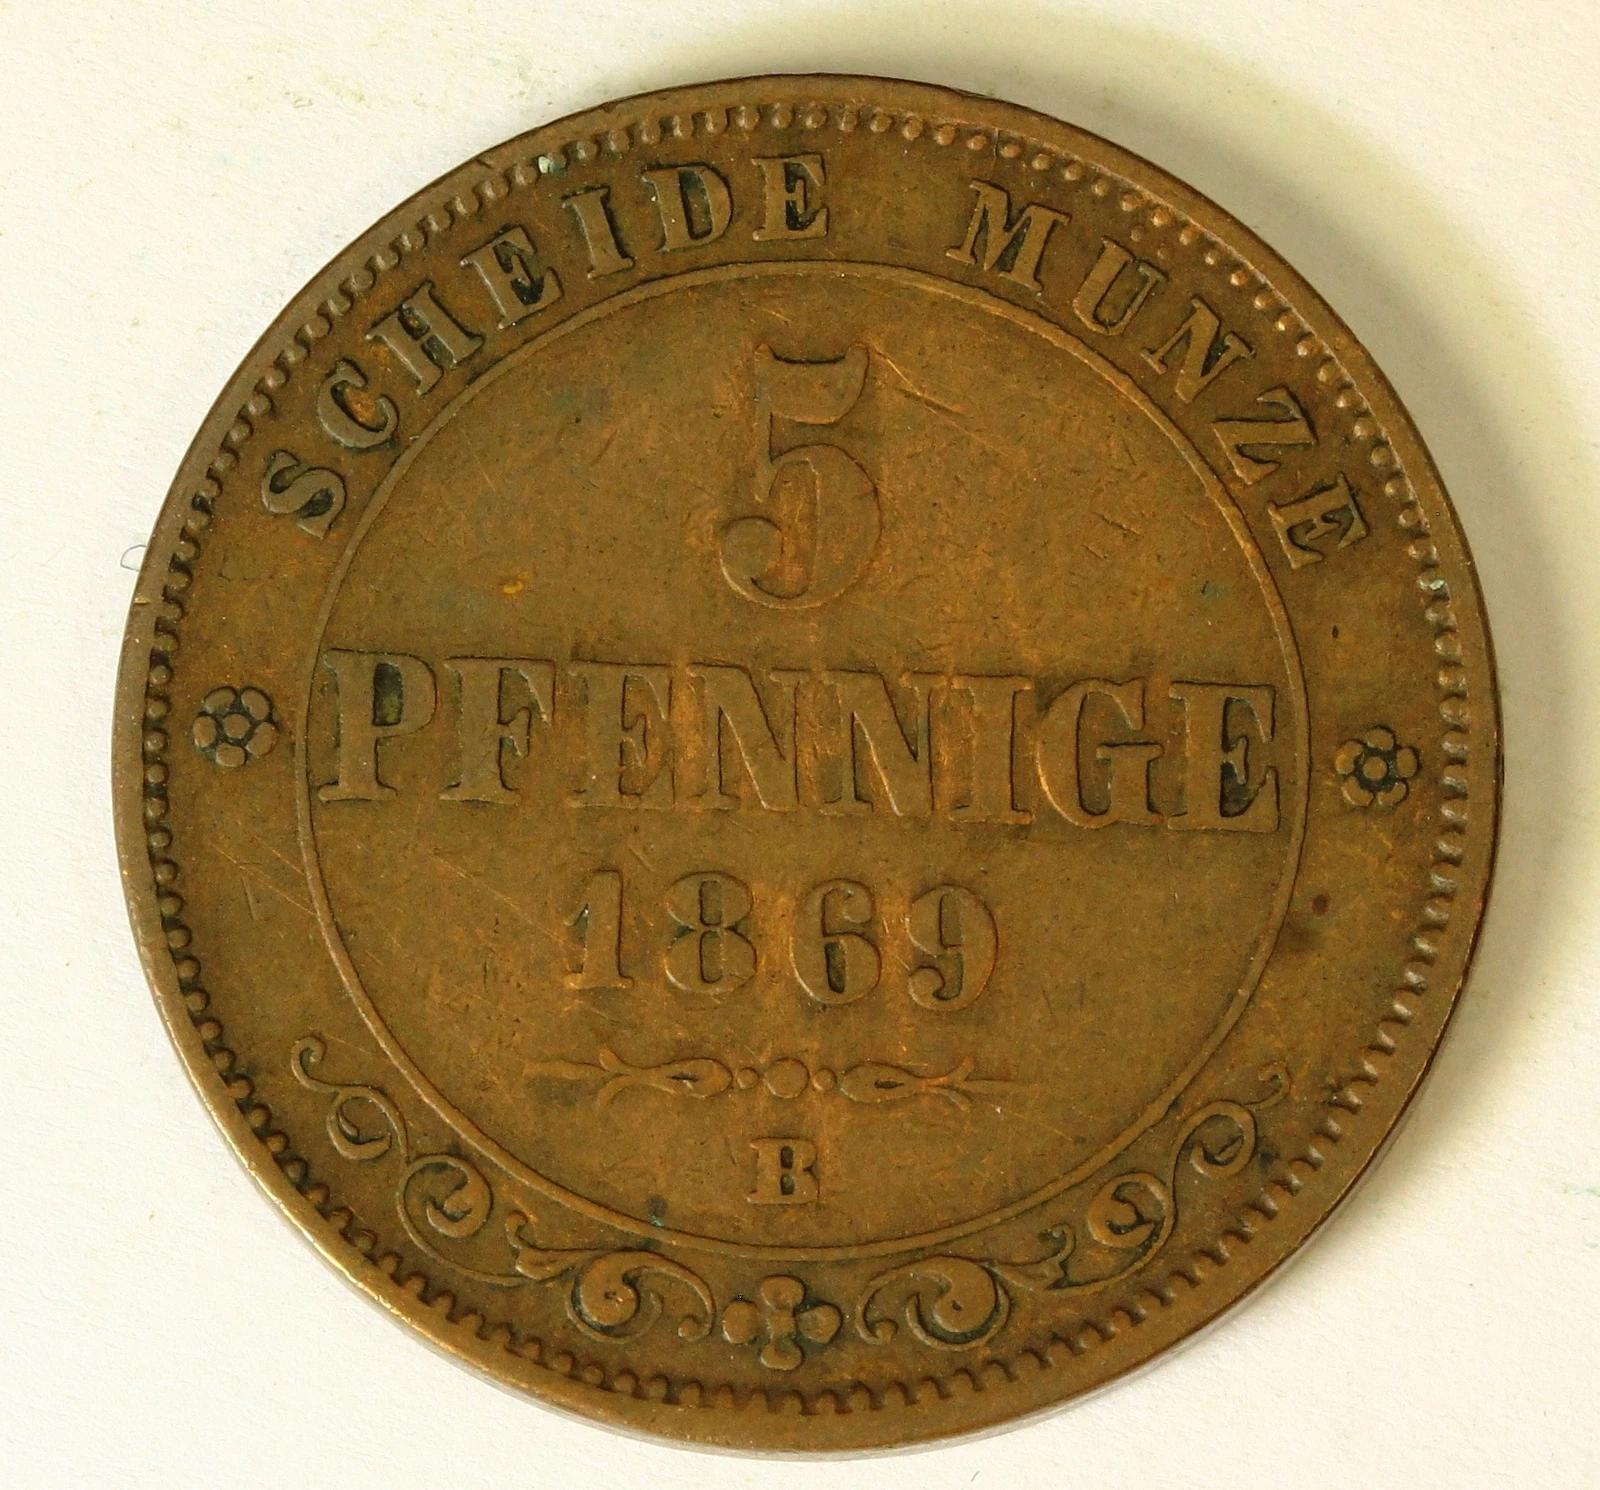 SCHEIDE MUNZE
5
PFENNIGE
1869
B